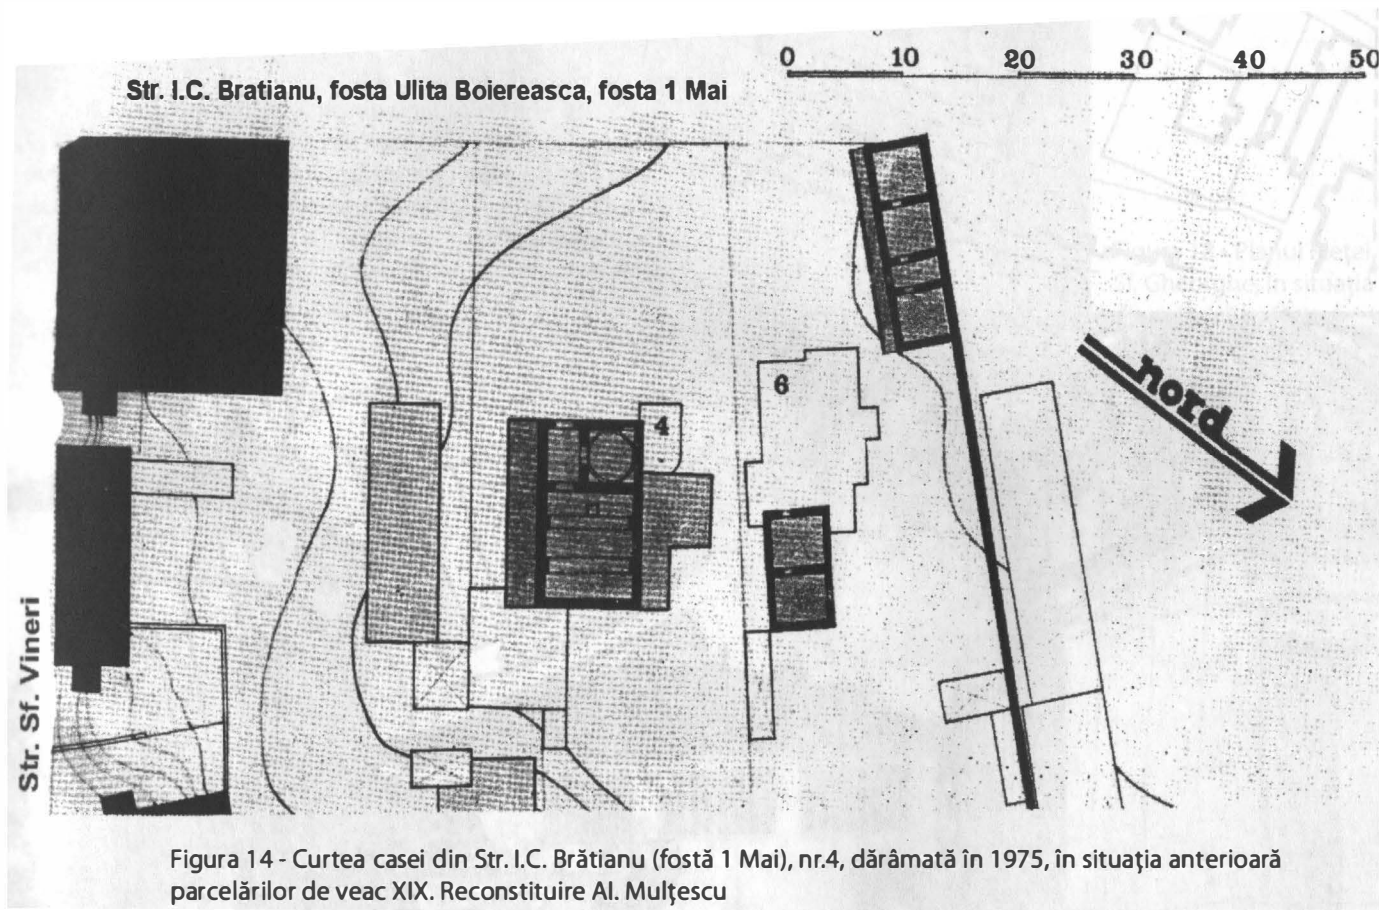 0 10 20 30 40 50
Str. I.C. Bratianu, fosta Ulita Boiereasca, fosta 1 Mai
6
4
nord
Str. Sf. Vineri
Figura 14 - Curtea casei din Str. I.C. Brătianu (fostă 1 Mai), nr.4, dărâmată în 1975, în situația anterioară
parcelărilor de veac XIX. Reconstituire Al. Mulțescu